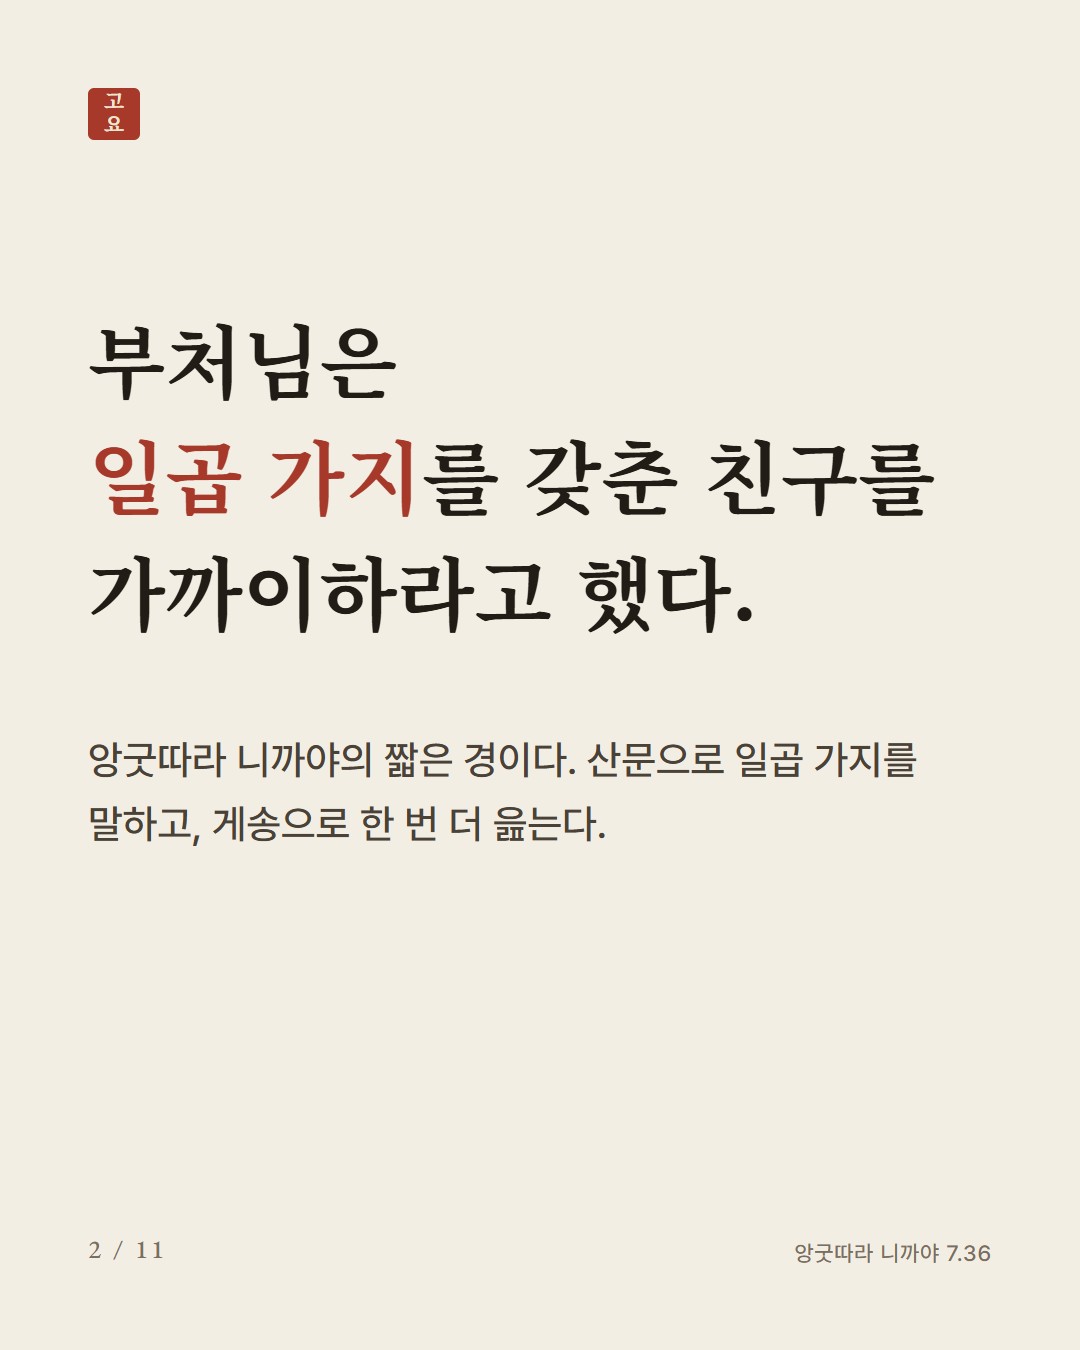 고
요
부처님은
일곱 가지를 갖춘 친구를
가까이하라고 했다.
앙굿따라 니까야의 짧은 경이다. 산문으로 일곱 가지를
말하고, 게송으로 한 번 더 읊는다.
2 / 11
앙굿따라 니까야 7.36